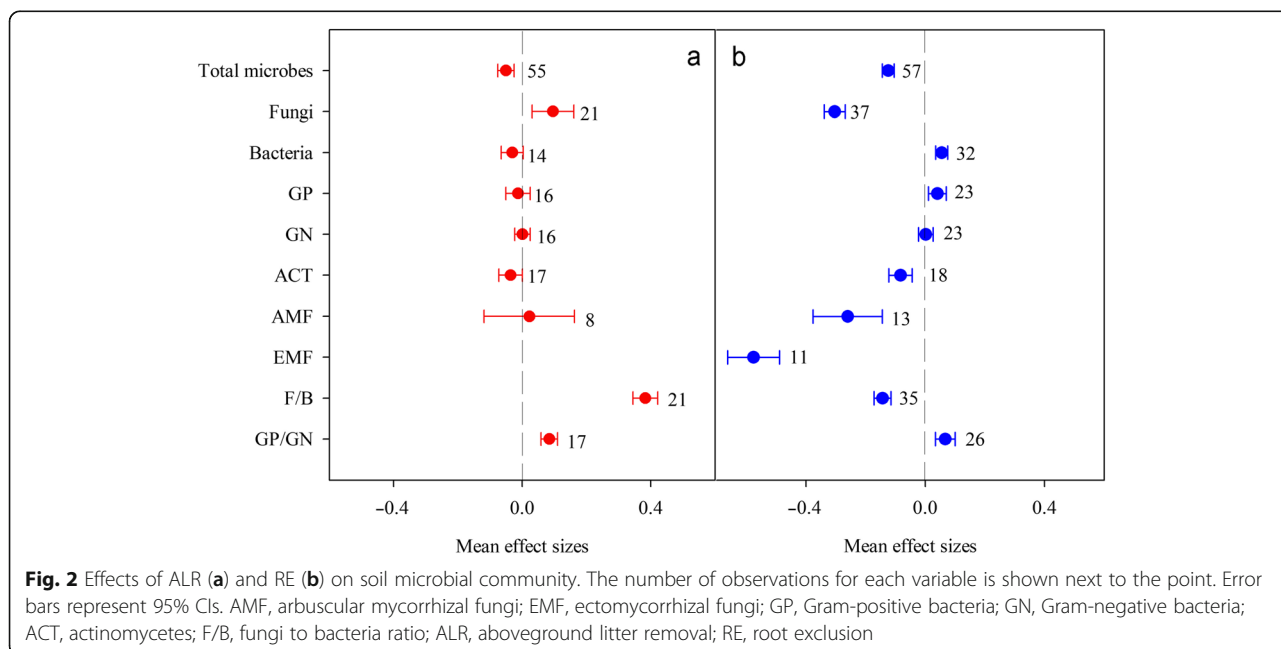 a
b
Total microbes 55 57
Fungi 21 37
Bacteria 14 32
GP 16 23
GN 16 23
ACT 17 18
AMF 8 13
EMF 11
F/B 21 35
GP/GN 17 26
−0.4 0.0 0.4 −0.4 0.0 0.4
Mean effect sizes Mean effect sizes
Fig. 2 Effects of ALR (a) and RE (b) on soil microbial community. The number of observations for each variable is shown next to the point. Error
bars represent 95% CIs. AMF, arbuscular mycorrhizal fungi; EMF, ectomycorrhizal fungi; GP, Gram-positive bacteria; GN, Gram-negative bacteria;
ACT, actinomycetes; F/B, fungi to bacteria ratio; ALR, aboveground litter removal; RE, root exclusion